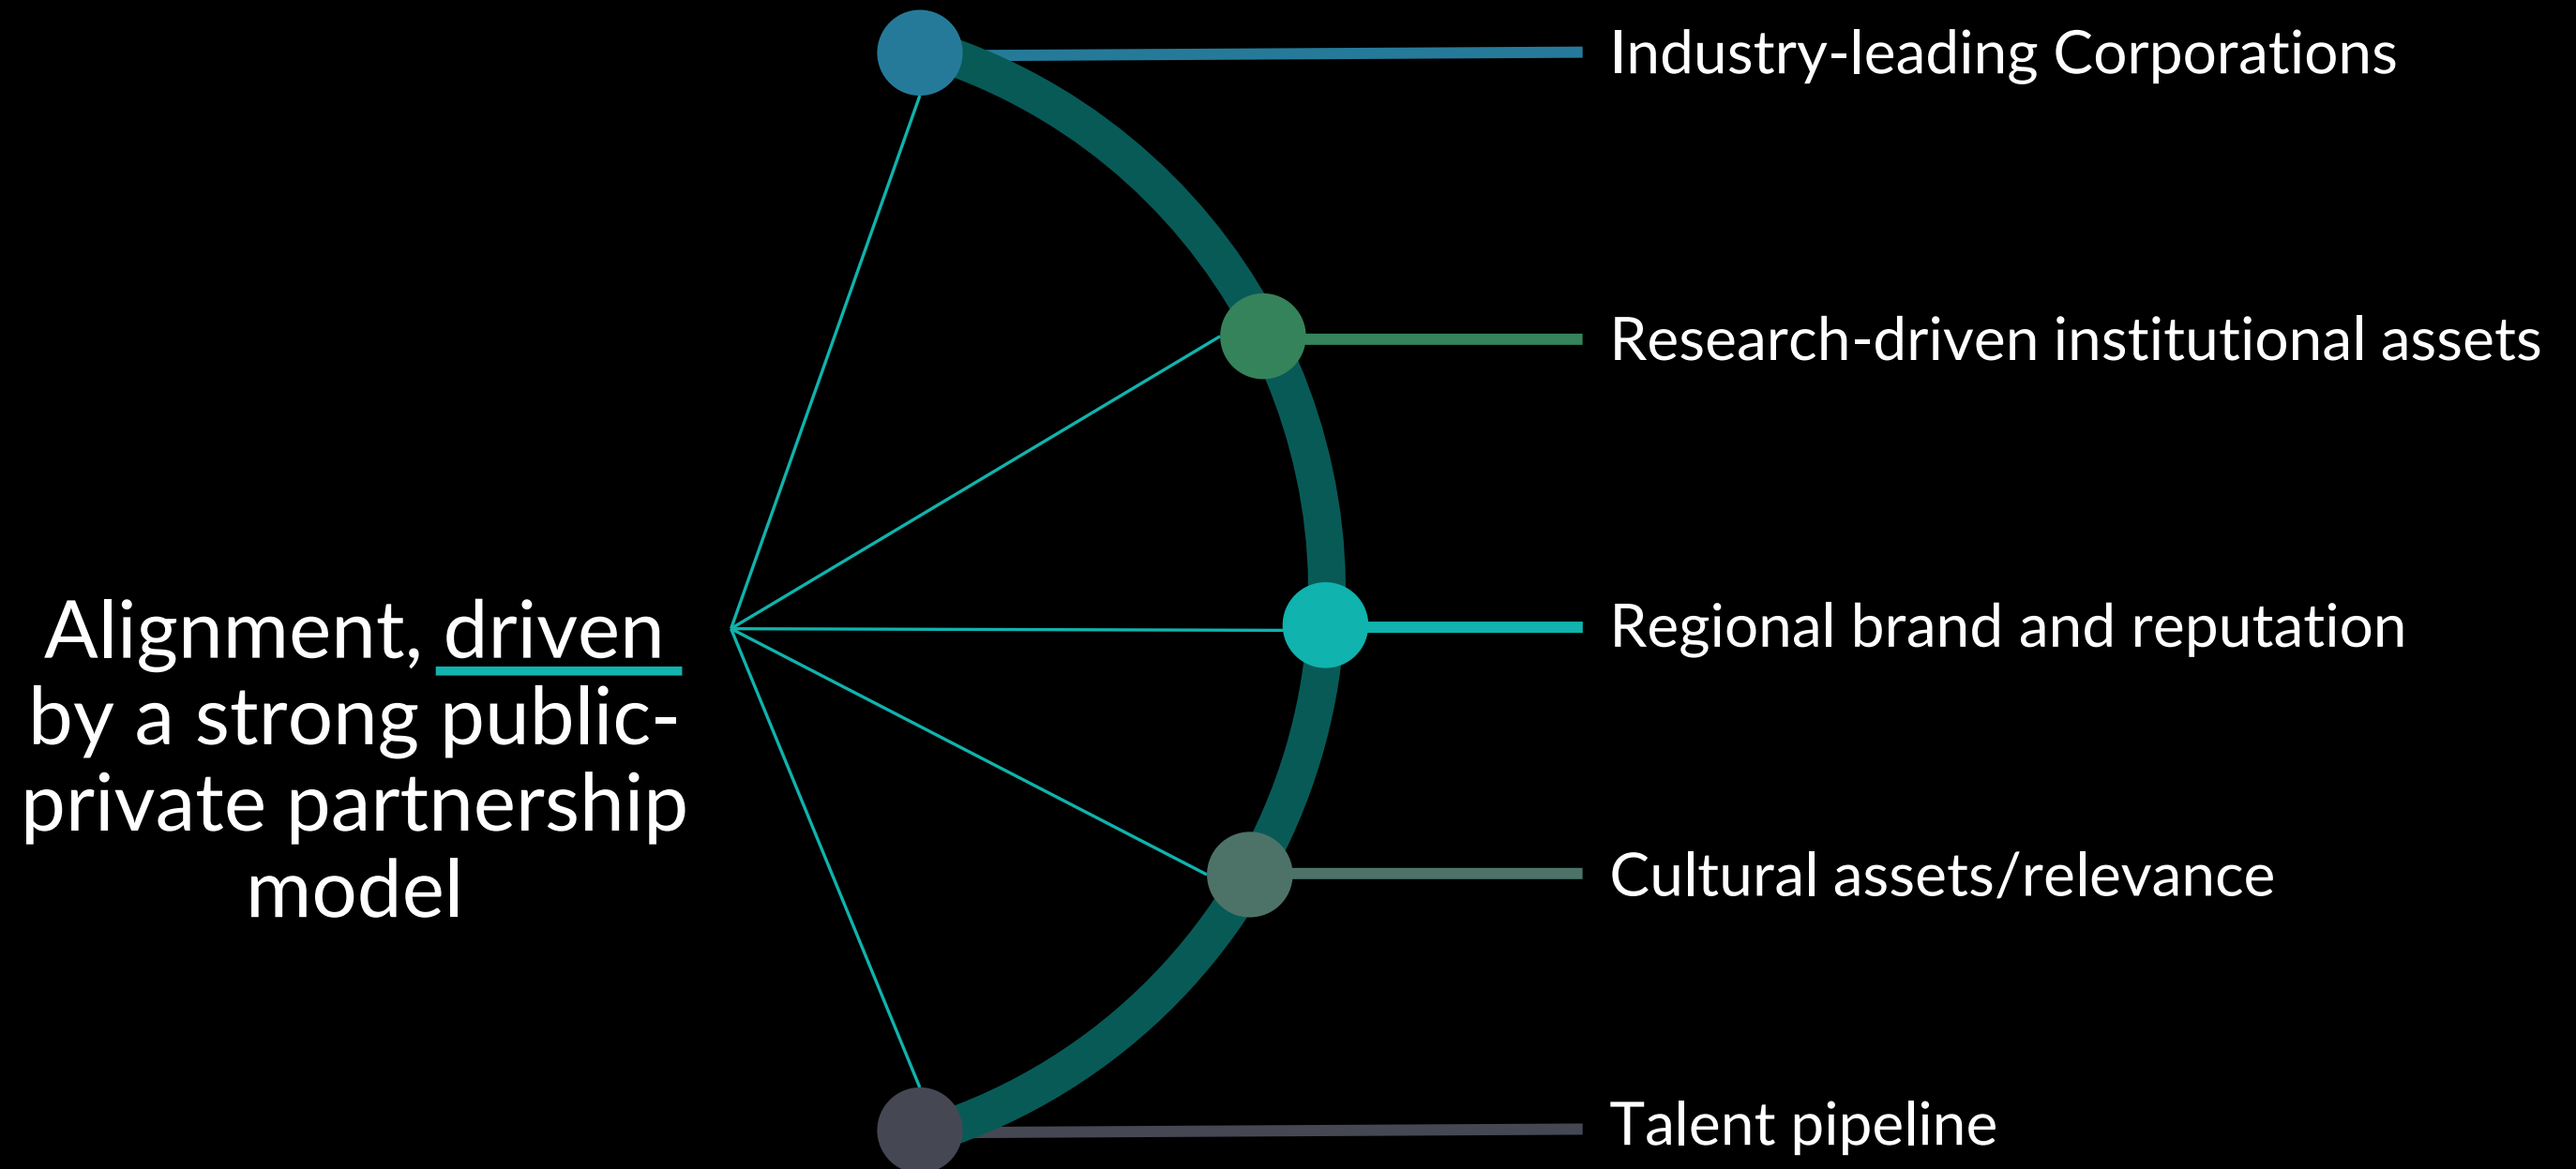 Alignment, driven
by a strong public-
private partnership
model
Industry-leading Corporations
Research-driven institutional assets
Regional brand and reputation
Cultural assets/relevance
Talent pipeline